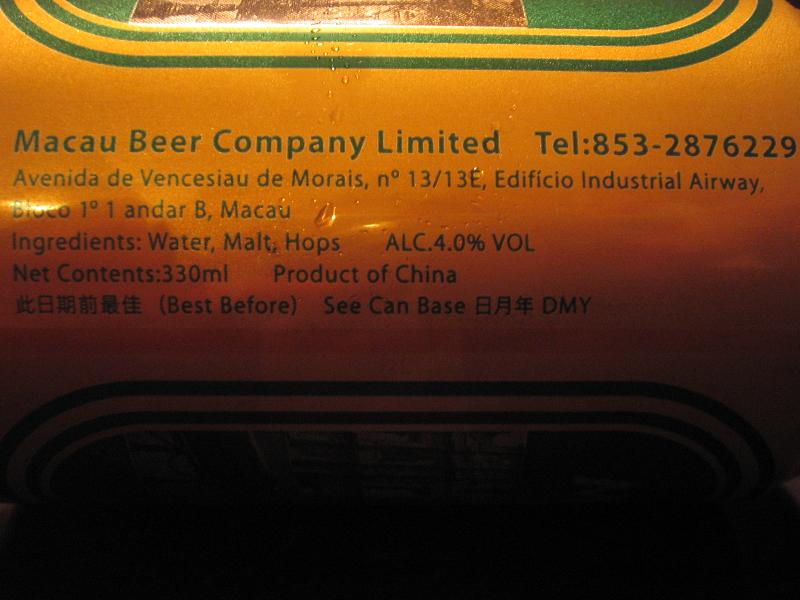 Macau Beer Company Limited Tel:853-2876229
Avenida de Vencesiau de Morais, nº 13/13E, Edifício Industrial Airway,
Bloco 1º 1 andar B, Macau
Ingredients: Water, Malt, Hops ALC.4.0% VOL
Net Contents:330ml Product of China
此日期前最佳 (Best Before) See Can Base 日月年 DMY